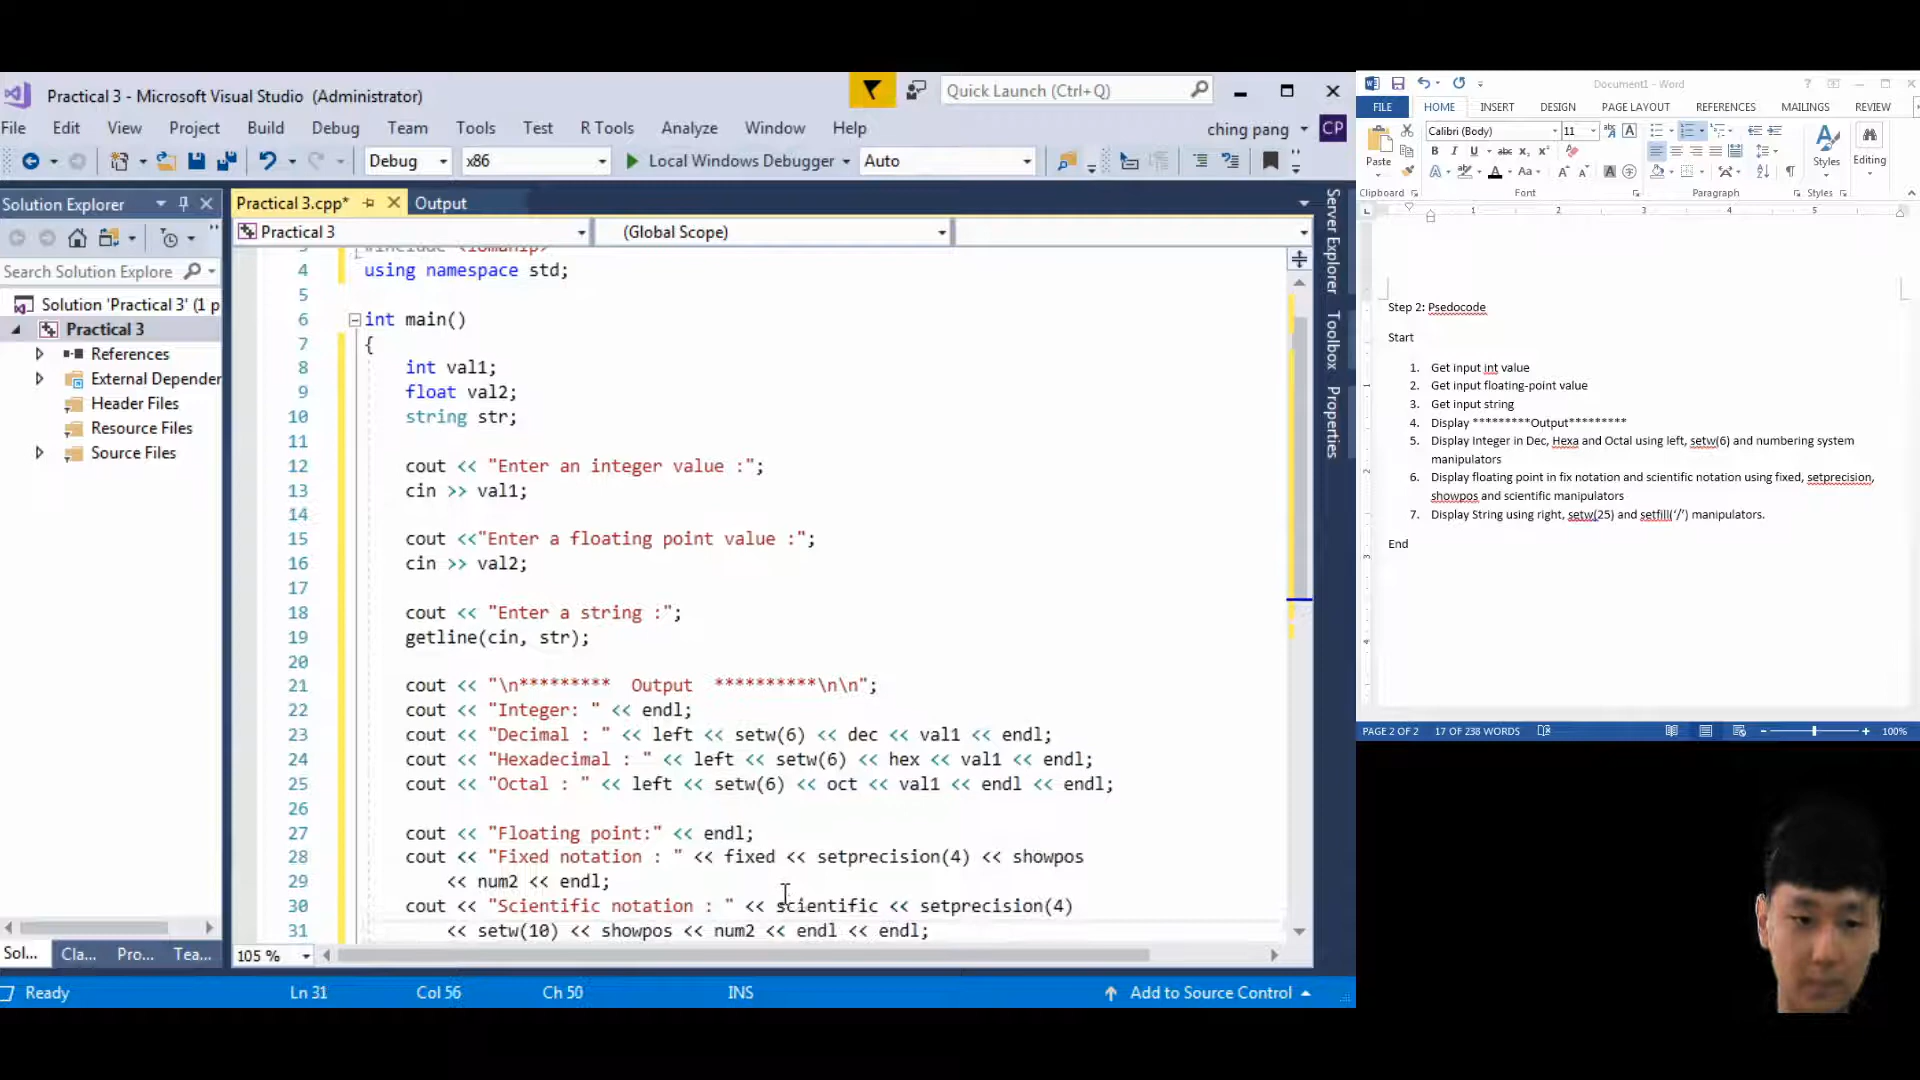 Practical 3 - Microsoft Visual Studio (Administrator)
Quick Launch (Ctrl+Q)
File Edit View Project Build Debug Team Tools Test R Tools Analyze Window Help
ching pang CP
Debug x86 Local Windows Debugger Auto
Solution Explorer
Search Solution Explore
Solution 'Practical 3' (1 p
Practical 3
References
External Depender
Header Files
Resource Files
Source Files
Sol... Cla... Pro... Tea...
Practical 3.cpp* Output
Practical 3 (Global Scope)
3 #include <iomanip>
4 using namespace std;
5
6 int main()
7 {
8 int val1;
9 float val2;
10 string str;
11
12 cout << "Enter an integer value :";
13 cin >> val1;
14
15 cout <<"Enter a floating point value :";
16 cin >> val2;
17
18 cout << "Enter a string :";
19 getline(cin, str);
20
21 cout << "\n********* Output **********\n\n";
22 cout << "Integer: " << endl;
23 cout << "Decimal : " << left << setw(6) << dec << val1 << endl;
24 cout << "Hexadecimal : " << left << setw(6) << hex << val1 << endl;
25 cout << "Octal : " << left << setw(6) << oct << val1 << endl << endl;
26
27 cout << "Floating point:" << endl;
28 cout << "Fixed notation : " << fixed << setprecision(4) << showpos
29 << num2 << endl;
30 cout << "Scientific notation : " << scientific << setprecision(4)
31 << setw(10) << showpos << num2 << endl << endl;
105 %
Server Explorer
Toolbox
Properties
Ready Ln 31 Col 56 Ch 50 INS Add to Source Control
Document1 - Word
FILE HOME INSERT DESIGN PAGE LAYOUT REFERENCES MAILINGS REVIEW
Calibri (Body) 11
Paste Styles Editing
Clipboard Font Paragraph Styles
1 2 3 4 5
Step 2: Psedocode
Start
1. Get input int value
2. Get input floating-point value
3. Get input string
4. Display *********Output*********
5. Display Integer in Dec, Hexa and Octal using left, setw(6) and numbering system
manipulators
6. Display floating point in fix notation and scientific notation using fixed, setprecision,
showpos and scientific manipulators
7. Display String using right, setw(25) and setfill('/') manipulators.
End
PAGE 2 OF 2 17 OF 238 WORDS 100%